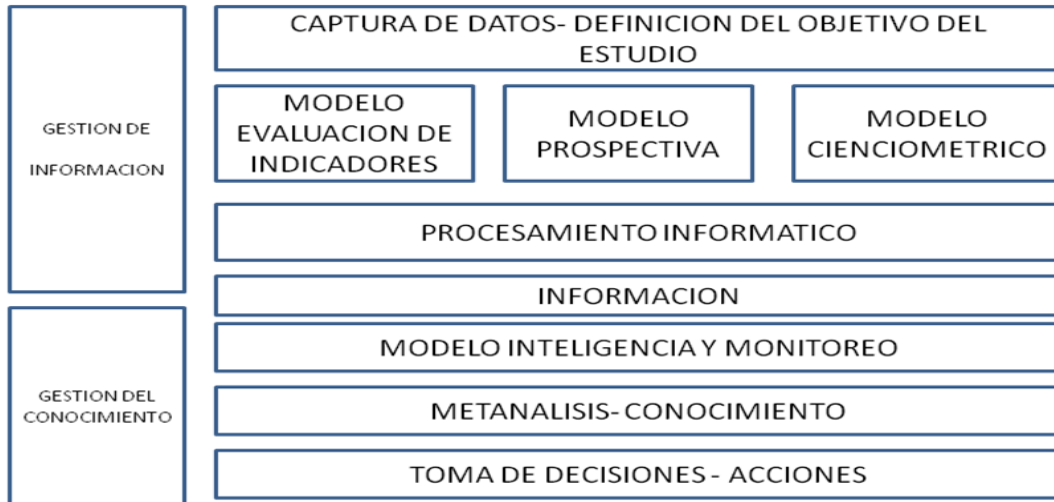 GESTION DE
INFORMACION
CAPTURA DE DATOS- DEFINICION DEL OBJETIVO DEL
ESTUDIO
MODELO
EVALUACION DE
INDICADORES
MODELO
PROSPECTIVA
MODELO
CIENCIOMETRICO
PROCESAMIENTO INFORMATICO
INFORMACION
GESTION DEL
CONOCIMIENTO
MODELO INTELIGENCIA Y MONITOREO
METANALISIS- CONOCIMIENTO
TOMA DE DECISIONES - ACCIONES